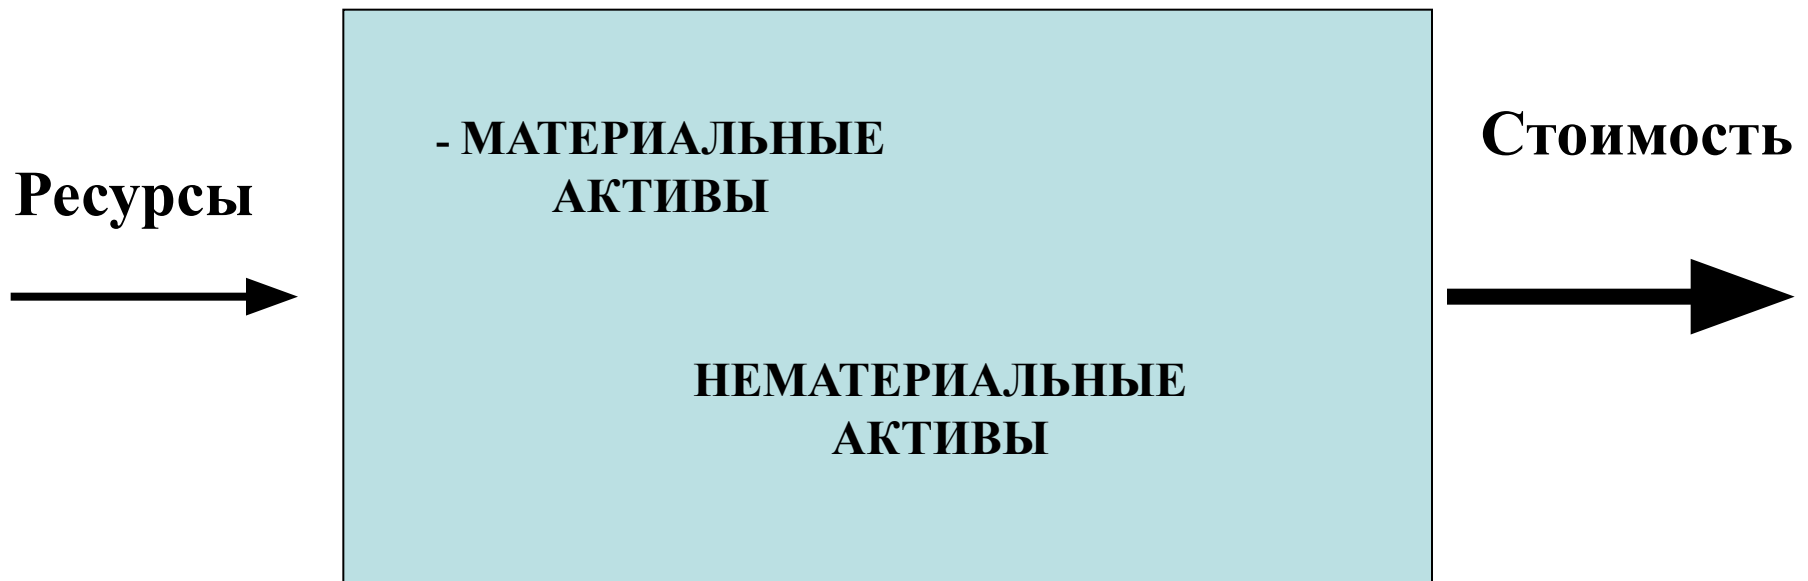 Ресурсы
- МАТЕРИАЛЬНЫЕ
АКТИВЫ
НЕМАТЕРИАЛЬНЫЕ
АКТИВЫ
Стоимость